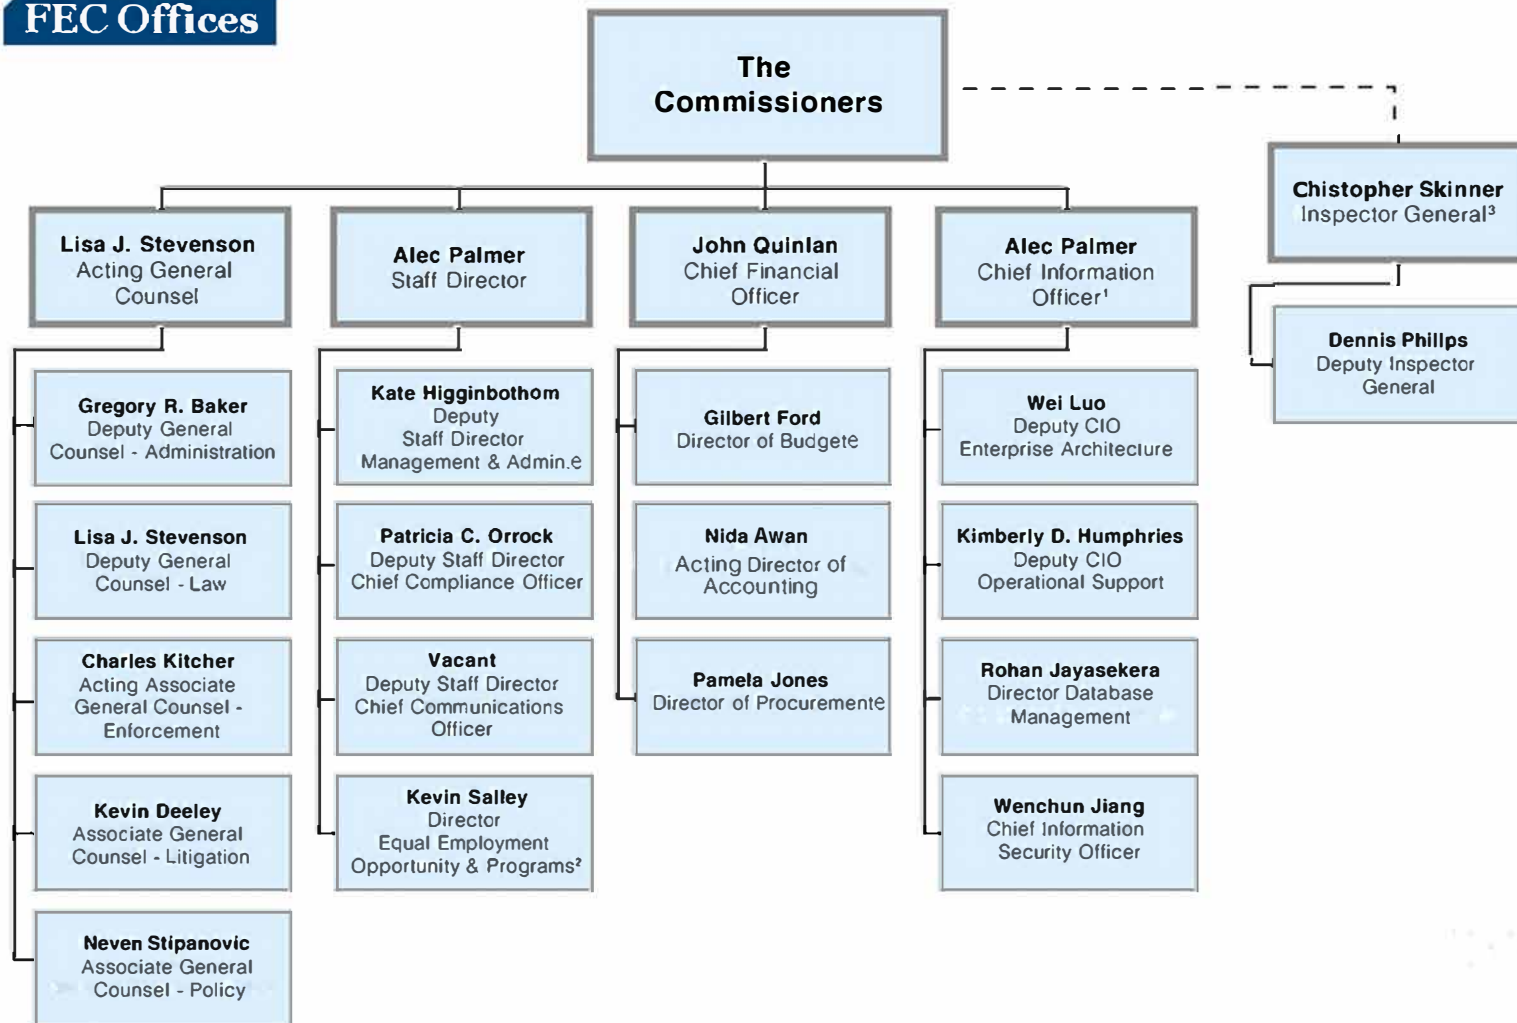 FEC Offices
The
Commissioners
Chistopher Skinner
Inspector General³
Dennis Phillps
Deputy Inspector
General
Lisa J. Stevenson
Acting General
Counsel
Gregory R. Baker
Deputy General
Counsel - Administration
Lisa J. Stevenson
Deputy General
Counsel - Law
Charles Kitcher
Acting Associate
General Counsel -
Enforcement
Kevin Deeley
Associate General
Counsel - Litigation
Neven Stipanovic
Associate General
Counsel - Policy
Alec Palmer
Staff Director
Kate Higginbothom
Deputy
Staff Director
Management & Admin.e
Patricia C. Orrock
Deputy Staff Director
Chief Compliance Officer
Vacant
Deputy Staff Director
Chief Communications
Officer
Kevin Salley
Director
Equal Employment
Opportunity & Programs²
John Quinlan
Chief Financial
Officer
Gilbert Ford
Director of Budgete
Nida Awan
Acting Director of
Accounting
Pamela Jones
Director of Procuremente
Alec Palmer
Chief Information
Officer¹
Wei Luo
Deputy CIO
Enterprise Architecture
Kimberly D. Humphries
Deputy CIO
Operational Support
Rohan Jayasekera
Director Database
Management
Wenchun Jiang
Chief Information
Security Officer